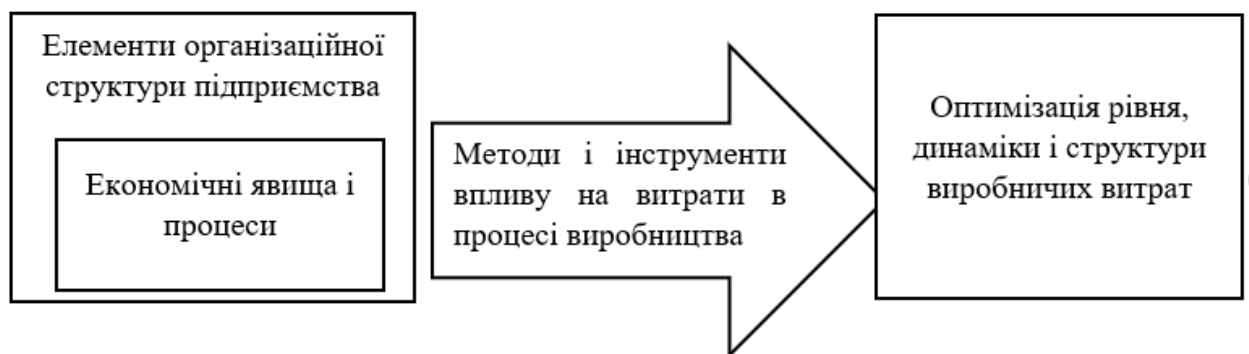 Елементи організаційної
структури підприємства
Економічні явища і
процеси
Методи і інструменти
впливу на витрати в
процесі виробництва
Оптимізація рівня,
динаміки і структури
виробничих витрат